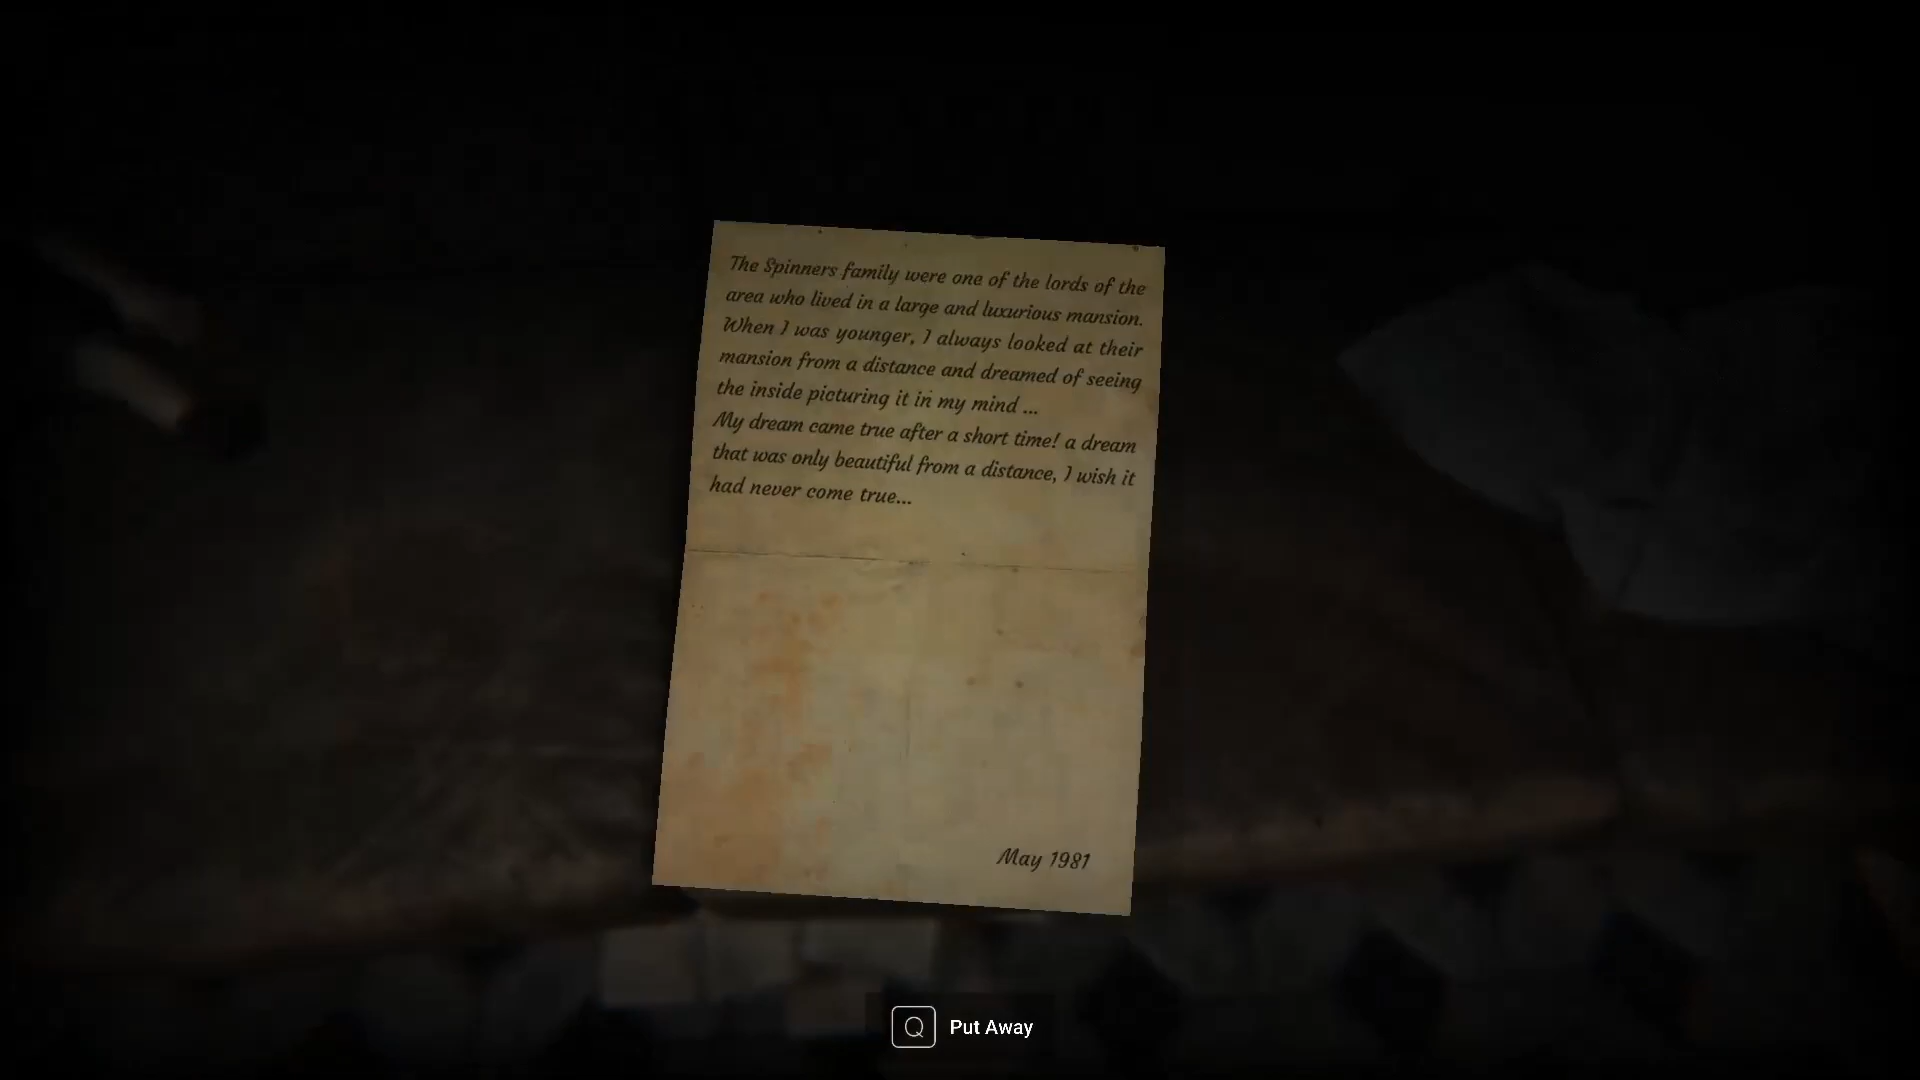 The Spinners family were one of the lords of the
area who lived in a large and luxurious mansion.
When I was younger, I always looked at their
mansion from a distance and dreamed of seeing
the inside picturing it in my mind ...
My dream came true after a short time! a dream
that was only beautiful from a distance, I wish it
had never come true...
May 1981
Q Put Away